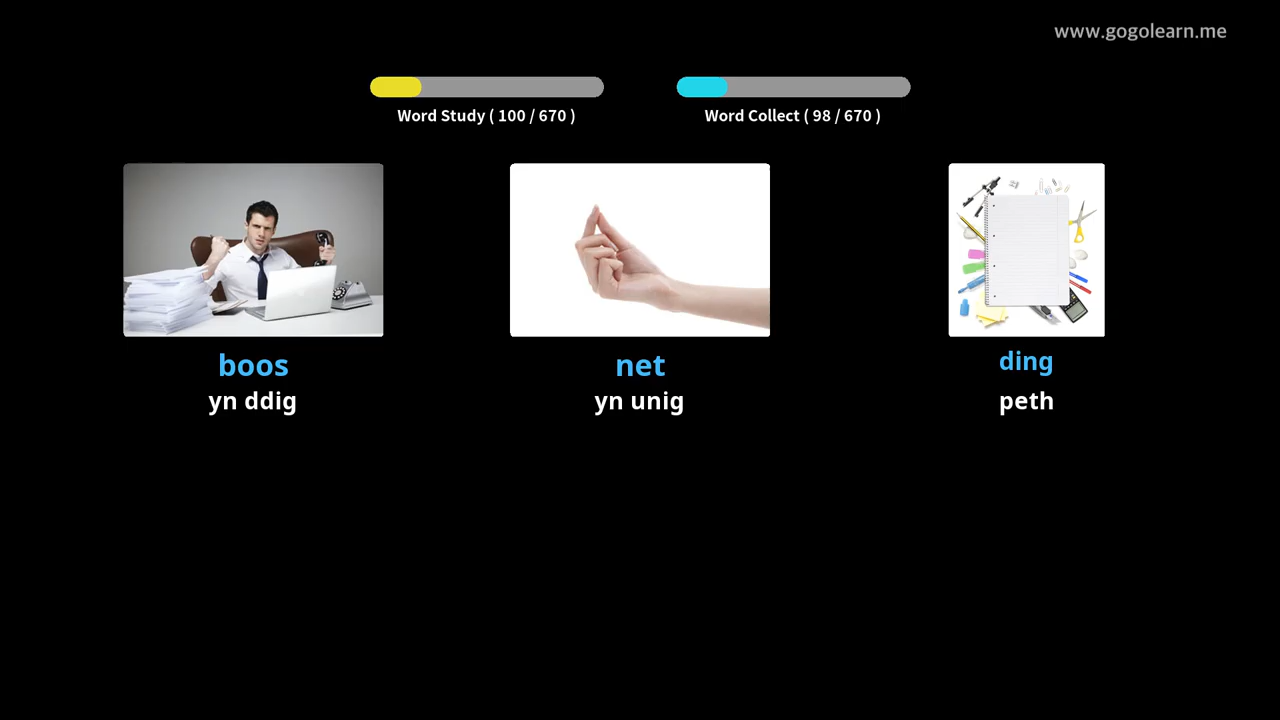 www.gogolearn.me
Word Study ( 100 / 670 )
Word Collect ( 98 / 670 )
boos
yn ddig
net
yn unig
ding
peth